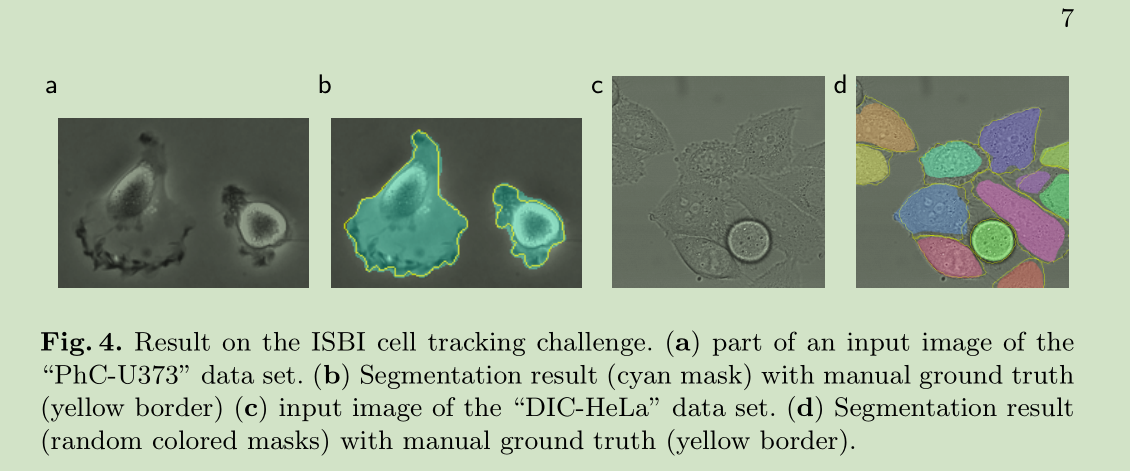 7
a
b
c
d
Fig. 4. Result on the ISBI cell tracking challenge. (a) part of an input image of the
“PhC-U373” data set. (b) Segmentation result (cyan mask) with manual ground truth
(yellow border) (c) input image of the “DIC-HeLa” data set. (d) Segmentation result
(random colored masks) with manual ground truth (yellow border).